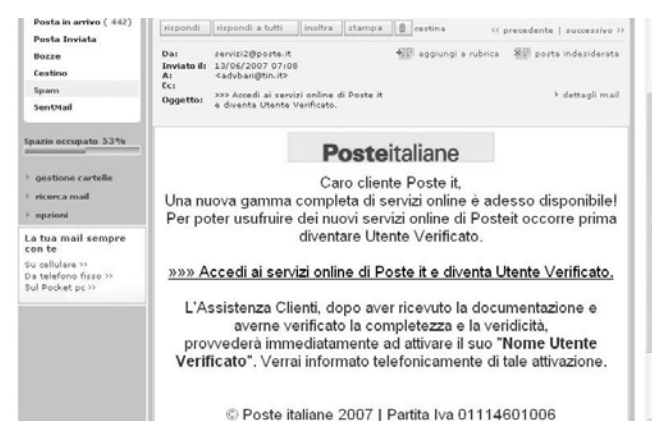 Posta in arrivo ( 442)
Posta Inviata
Bozze
Cestino
Spam
SentMail
Spazio occupato 53%
gestione cartelle
ricerca mail
opzioni
La tua mail sempre
con te
Su cellulare >>
Da telefono fisso >>
Sul Pocket pc >>
rispondi rispondi a tutti inoltra stampa cestina << precedente | successivo >>
Da: servizi2@poste.it aggiungi a rubrica posta indesiderata
Inviato il: 13/06/2007 07:08
A: <advbari@tin.it>
Cc:
Oggetto: >>> Accedi ai servizi online di Poste it
e diventa Utente Verificato. dettagli mail
Posteitaliane
Caro cliente Poste it,
Una nuova gamma completa di servizi online è adesso disponibile!
Per poter usufruire dei nuovi servizi online di Posteit occorre prima
diventare Utente Verificato.
»»» Accedi ai servizi online di Poste it e diventa Utente Verificato.
L'Assistenza Clienti, dopo aver ricevuto la documentazione e
averne verificato la completezza e la veridicità,
provvederà immediatamente ad attivare il suo "Nome Utente
Verificato". Verrai informato telefonicamente di tale attivazione.
© Poste italiane 2007 | Partita Iva 01114601006